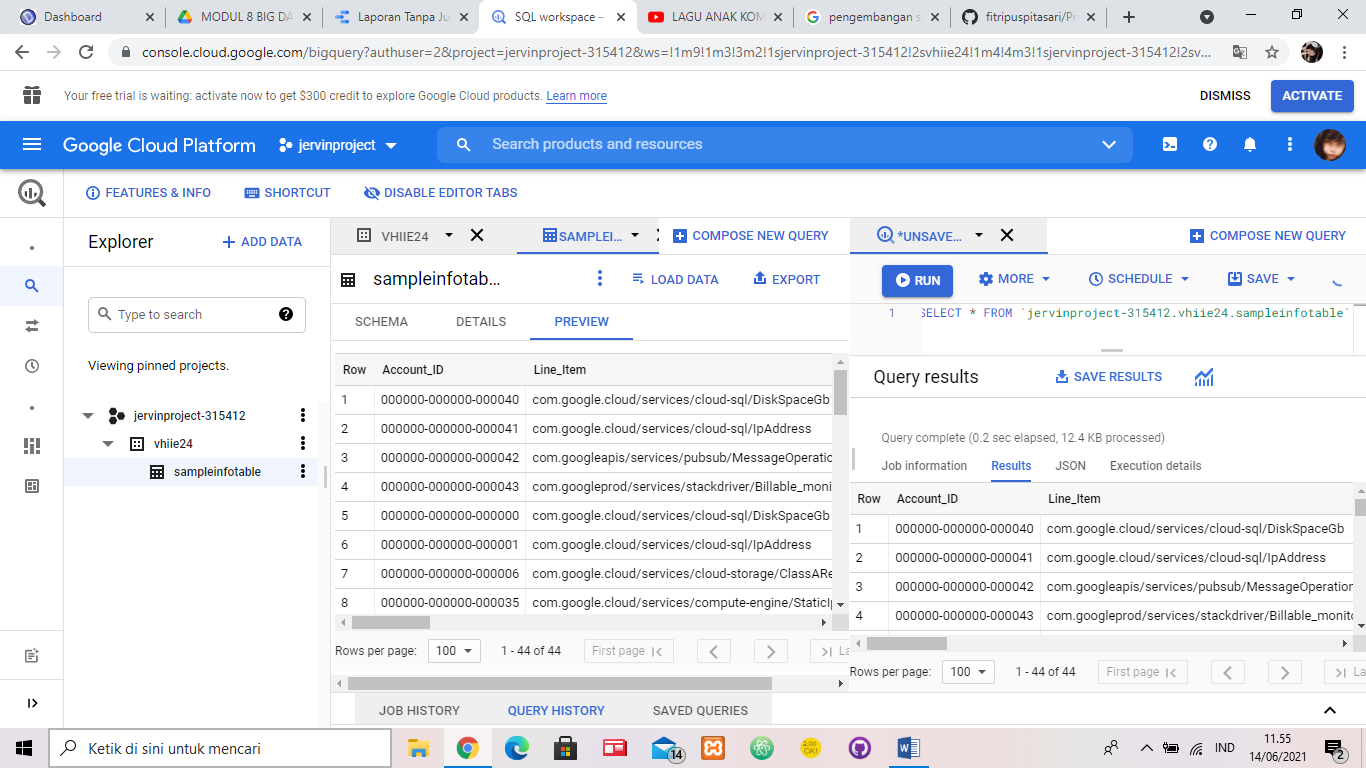 Dashboard
MODUL 8 BIG DA
Laporan Tanpa Ju
SQL workspace –
LAGU ANAK KOM
pengembangan s
fitripuspitasari/Pr
console.cloud.google.com/bigquery?authuser=2&project=jervinproject-315412&ws=!1m9!1m3!3m2!1sjervinproject-315412!2svhiie24!1m4!4m3!1sjervinproject-315412!2sv...
Your free trial is waiting: activate now to get $300 credit to explore Google Cloud products. Learn more
DISMISS
ACTIVATE
Google Cloud Platform
jervinproject
Search products and resources
FEATURES & INFO
SHORTCUT
DISABLE EDITOR TABS
Explorer
+ ADD DATA
Type to search
Viewing pinned projects.
jervinproject-315412
vhiie24
sampleinfotable
VHIIE24
SAMPLEI...
COMPOSE NEW QUERY
sampleinfotab...
LOAD DATA
EXPORT
SCHEMA DETAILS PREVIEW
Row Account_ID Line_Item
1 000000-000000-000040 com.google.cloud/services/cloud-sql/DiskSpaceGb
2 000000-000000-000041 com.google.cloud/services/cloud-sql/IpAddress
3 000000-000000-000042 com.googleapis/services/pubsub/MessageOperatio
4 000000-000000-000043 com.googleprod/services/stackdriver/Billable_moni
5 000000-000000-000000 com.google.cloud/services/cloud-sql/DiskSpaceGb
6 000000-000000-000001 com.google.cloud/services/cloud-sql/IpAddress
7 000000-000000-000006 com.google.cloud/services/cloud-storage/ClassARe
8 000000-000000-000035 com.google.cloud/services/compute-engine/StaticIp
Rows per page: 100 1 - 44 of 44 First page La
*UNSAVE...
COMPOSE NEW QUERY
RUN
MORE
SCHEDULE
SAVE
1 SELECT * FROM `jervinproject-315412.vhiie24.sampleinfotable`
Query results
SAVE RESULTS
Query complete (0.2 sec elapsed, 12.4 KB processed)
Job information Results JSON Execution details
Row Account_ID Line_Item
1 000000-000000-000040 com.google.cloud/services/cloud-sql/DiskSpaceGb
2 000000-000000-000041 com.google.cloud/services/cloud-sql/IpAddress
3 000000-000000-000042 com.googleapis/services/pubsub/MessageOperation
4 000000-000000-000043 com.googleprod/services/stackdriver/Billable_monito
Rows per page: 100 1 - 44 of 44 First page La
JOB HISTORY QUERY HISTORY SAVED QUERIES
Ketik di sini untuk mencari
14
IND
11.55
14/06/2021
2